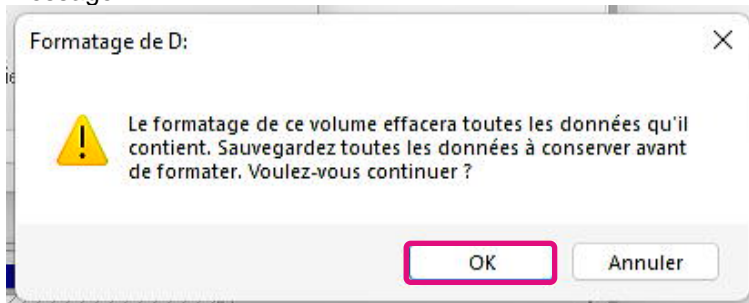 Formatage de D:
Le formatage de ce volume effacera toutes les données qu'il
contient. Sauvegardez toutes les données à conserver avant
de formater. Voulez-vous continuer ?
OK
Annuler